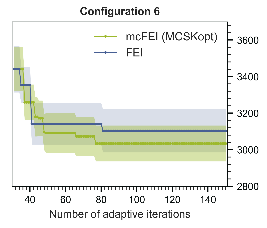 Configuration 6
mcFEI (MCSKopt)
FEI
3600
3400
3200
3000
2800
40 60 80 100 120 140
Number of adaptive iterations